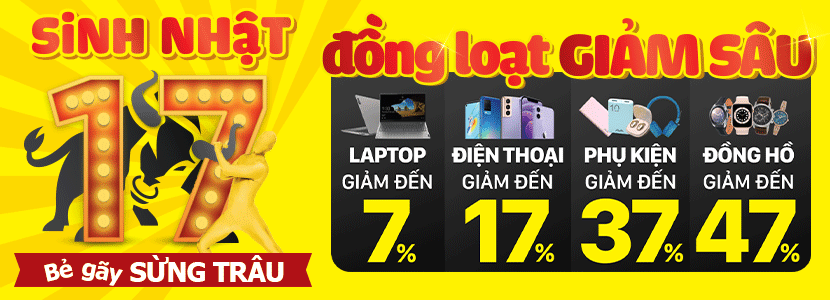 SINH NHẬT
17
Bẻ gãy SỪNG TRÂU
đồng loạt GIẢM SÂU
LAPTOP
GIẢM ĐẾN
7%
ĐIỆN THOẠI
GIẢM ĐẾN
17%
PHỤ KIỆN
GIẢM ĐẾN
37%
ĐỒNG HỒ
GIẢM ĐẾN
47%